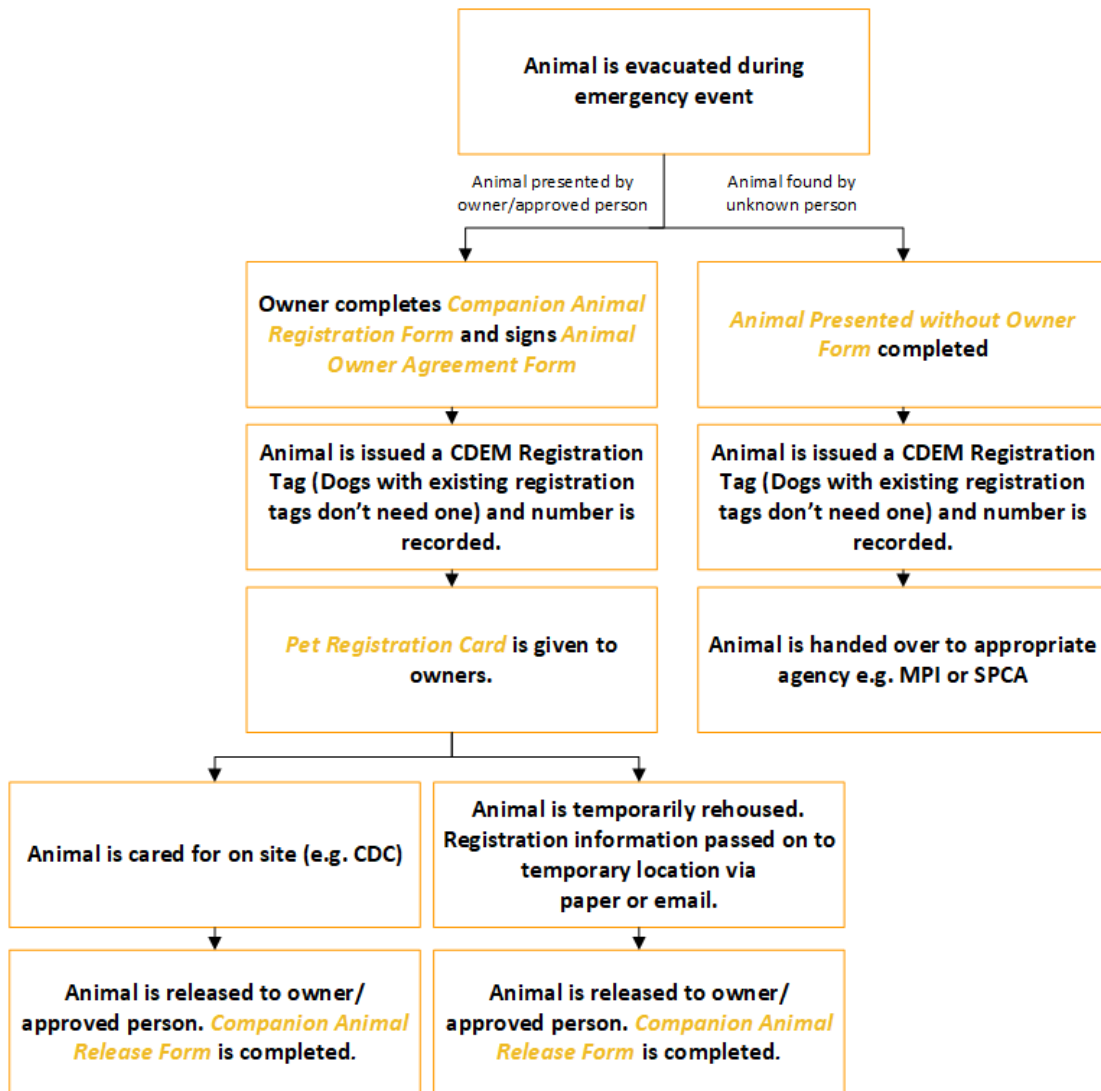 Animal is evacuated during
emergency event
Animal presented by
owner/approved person
Animal found by
unknown person
Owner completes Companion Animal
Registration Form and signs Animal
Owner Agreement Form
Animal Presented without Owner
Form completed
Animal is issued a CDEM Registration
Tag (Dogs with existing registration
tags don’t need one) and number is
recorded.
Animal is issued a CDEM Registration
Tag (Dogs with existing registration
tags don’t need one) and number is
recorded.
Pet Registration Card is given to
owners.
Animal is handed over to appropriate
agency e.g. MPI or SPCA
Animal is cared for on site (e.g. CDC)
Animal is temporarily rehoused.
Registration information passed on to
temporary location via
paper or email.
Animal is released to owner/
approved person. Companion Animal
Release Form is completed.
Animal is released to owner/
approved person. Companion Animal
Release Form is completed.